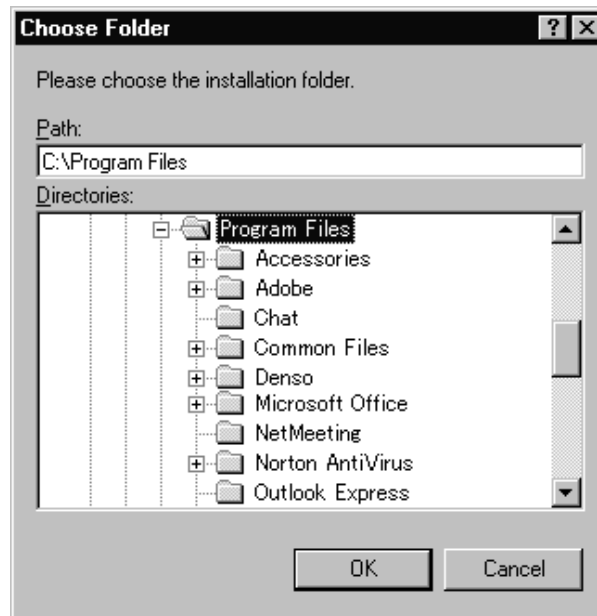 Choose Folder
Please choose the installation folder.
Path:
C:\Program Files
Directories:
Program Files
Accessories
Adobe
Chat
Common Files
Denso
Microsoft Office
NetMeeting
Norton AntiVirus
Outlook Express
OK Cancel